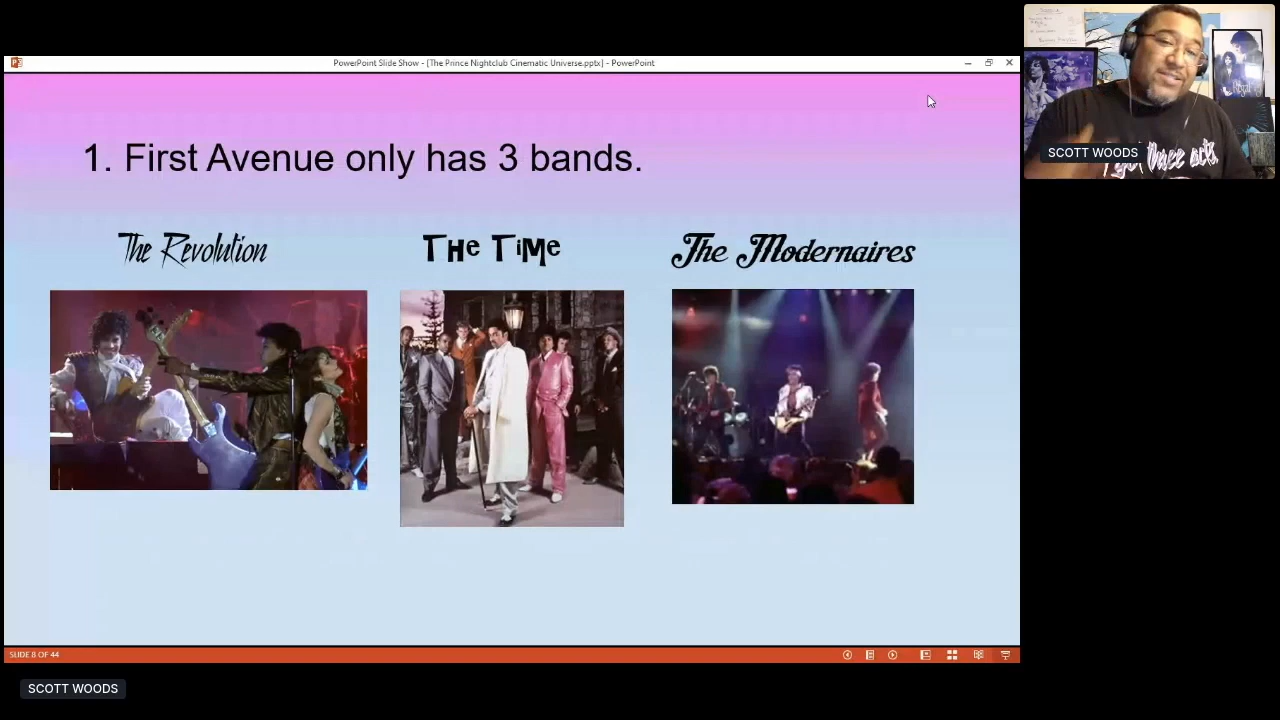 PowerPoint Slide Show - [The Prince Nightclub Cinematic Universe.pptx] - PowerPoint
1. First Avenue only has 3 bands.
The Revolution
THe TiMe
The Modernaires
SLIDE 8 OF 44
SCOTT WOODS
SCOTT WOODS